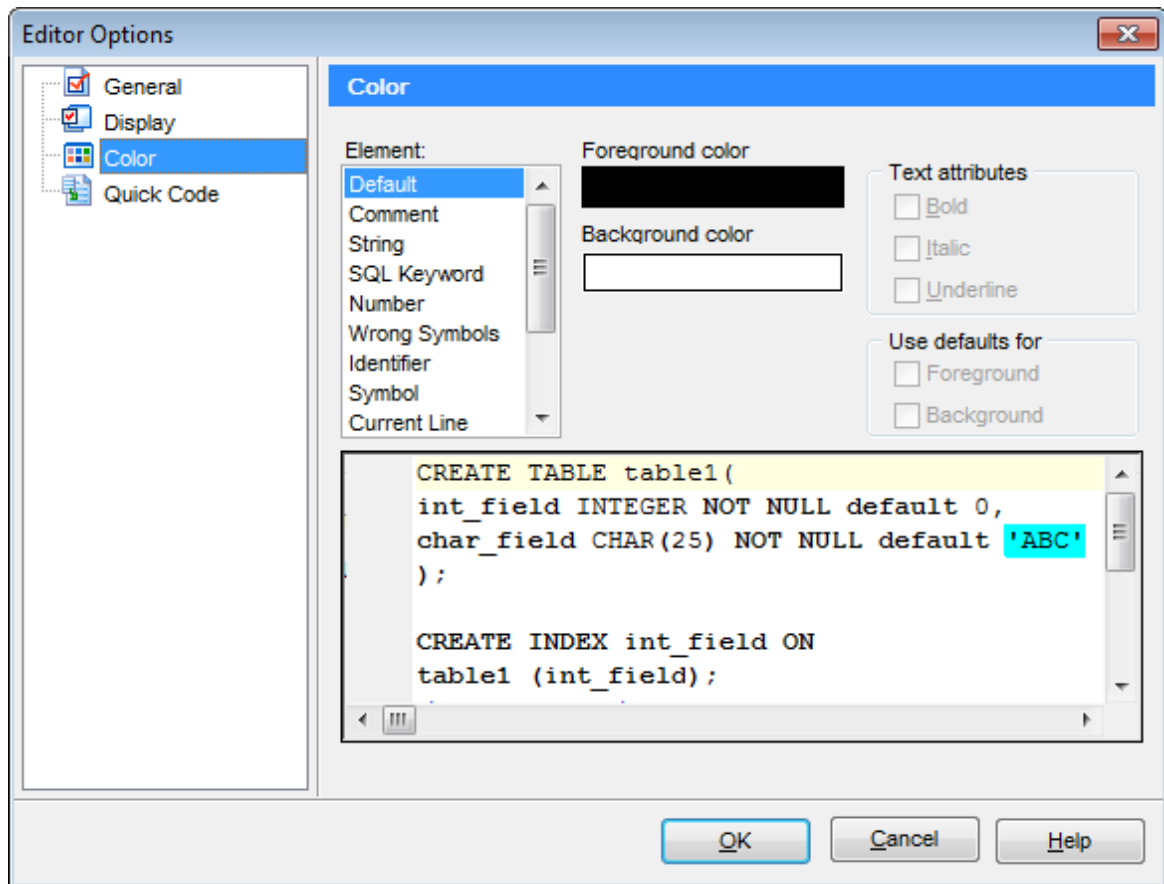 Editor Options
General
Display
Color
Quick Code
Color
Element:
Default
Comment
String
SQL Keyword
Number
Wrong Symbols
Identifier
Symbol
Current Line
Foreground color
Background color
Text attributes
Bold
Italic
Underline
Use defaults for
Foreground
Background
CREATE TABLE table1(
int_field INTEGER NOT NULL default 0,
char_field CHAR(25) NOT NULL default 'ABC'
);
CREATE INDEX int_field ON
table1 (int_field);
OK
Cancel
Help